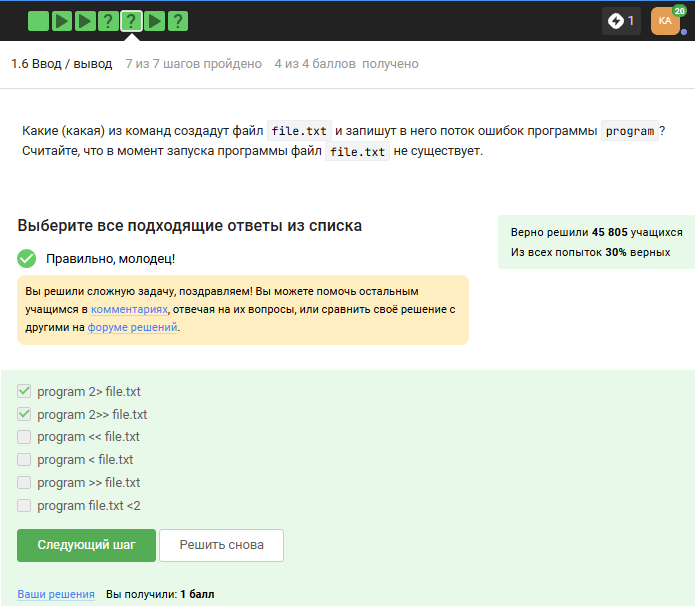 ? ? ?
1
КА
20
1.6 Ввод / вывод 7 из 7 шагов пройдено 4 из 4 баллов получено
Какие (какая) из команд создадут файл file.txt и запишут в него поток ошибок программы program ?
Считайте, что в момент запуска программы файл file.txt не существует.
Выберите все подходящие ответы из списка
Верно решили 45 805 учащихся
Из всех попыток 30% верных
Правильно, молодец!
Вы решили сложную задачу, поздравляем! Вы можете помочь остальным
учащимся в комментариях, отвечая на их вопросы, или сравнить своё решение с
другими на форуме решений.
program 2> file.txt
program 2>> file.txt
program << file.txt
program < file.txt
program >> file.txt
program file.txt <2
Следующий шаг Решить снова
Ваши решения Вы получили: 1 балл